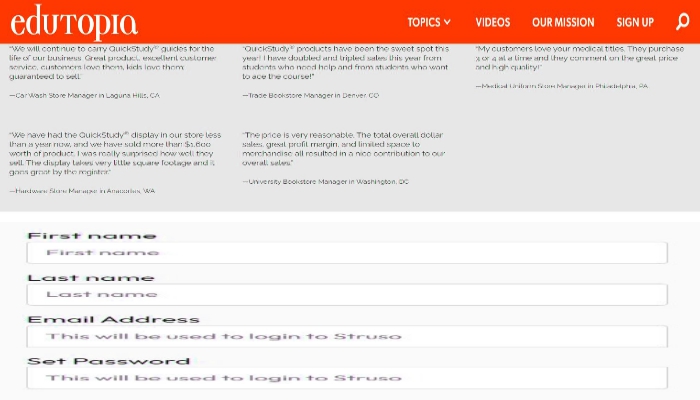 edutopia
TOPICS VIDEOS OUR MISSION SIGN UP
"We will continue to carry QuickStudy® guides for the
life of our business. Great product, excellent customer
service, customers love them, kids love them,
guaranteed to sell."
—Car Wash Store Manager in Laguna Hills, CA
"QuickStudy® products have been the sweet spot this
year! I have doubled and tripled sales this year from
students who need help and from students who want
to ace the course!"
—Trade Bookstore Manager in Denver, CO
"My customers love your medical titles. They purchase
3 or 4 at a time and they comment on the great price
and high quality!"
—Medical Uniform Store Manager in Philadelphia, PA
"We have had the QuickStudy® display in our store less
than a year now, and we have sold more than $1,600
worth of product. I was really surprised how well they
sell. The display takes very little square footage and it
goes great by the register."
—Hardware Store Manager in Anacortes, WA
"The price is very reasonable. The total overall dollar
sales, great profit margin, and limited space to
merchandise all resulted in a nice contribution to our
overall sales."
—University Bookstore Manager in Washington, DC
First name
First name
Last name
Last name
Email Address
This will be used to login to Struso
Set Password
This will be used to login to Struso